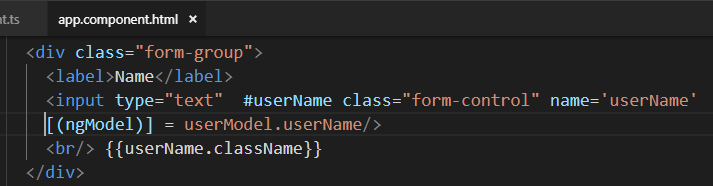 nt.ts app.component.html ×
<div class="form-group">
<label>Name</label>
<input type="text"  #userName class="form-control" name='userName'
[(ngModel)] = userModel.userName/>
<br/> {{userName.className}}
</div>